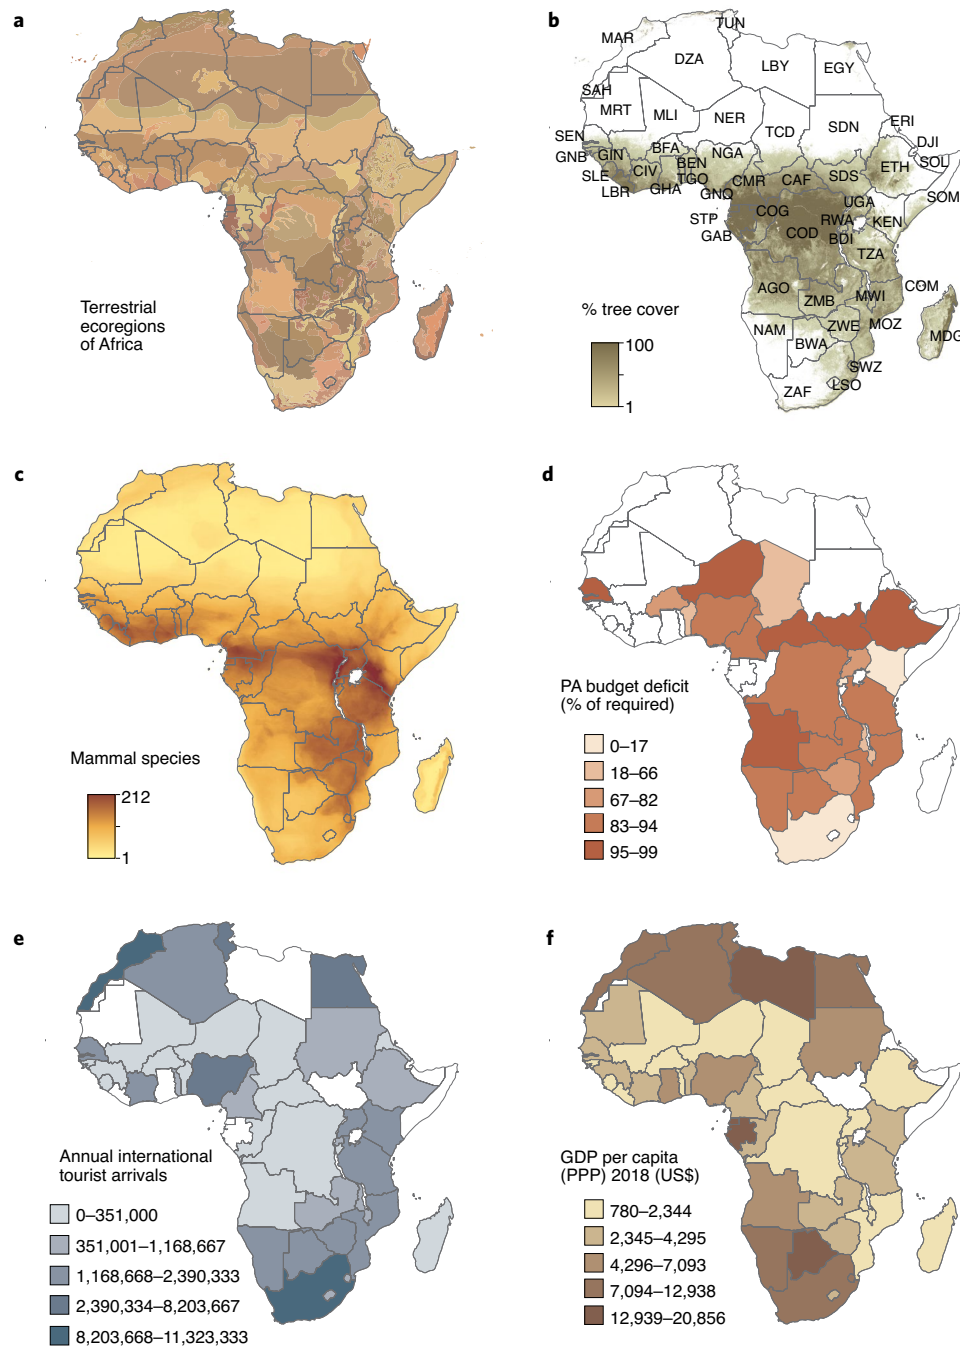 a
Terrestrial
ecoregions
of Africa
b
TUN
MAR
DZA
LBY
EGY
SAH
MRT
MLI
NER
TCD
SDN
ERI
SEN
DJI
GNB
GIN
BFA
NGA
BEN
SOL
SLE
CIV
TGO
CMR
CAF
SDS
ETH
LBR
GHA
GNQ
UGA
SOM
STP
COG
RWA
KEN
GAB
COD
BDI
TZA
AGO
ZMB
MWI
COM
NAM
ZWE
MOZ
MDG
BWA
SWZ
ZAF
LSO
% tree cover
100
1
c
Mammal species
212
1
d
PA budget deficit
(% of required)
0–17
18–66
67–82
83–94
95–99
e
Annual international
tourist arrivals
0–351,000
351,001–1,168,667
1,168,668–2,390,333
2,390,334–8,203,667
8,203,668–11,323,333
f
GDP per capita
(PPP) 2018 (US$)
780–2,344
2,345–4,295
4,296–7,093
7,094–12,938
12,939–20,856